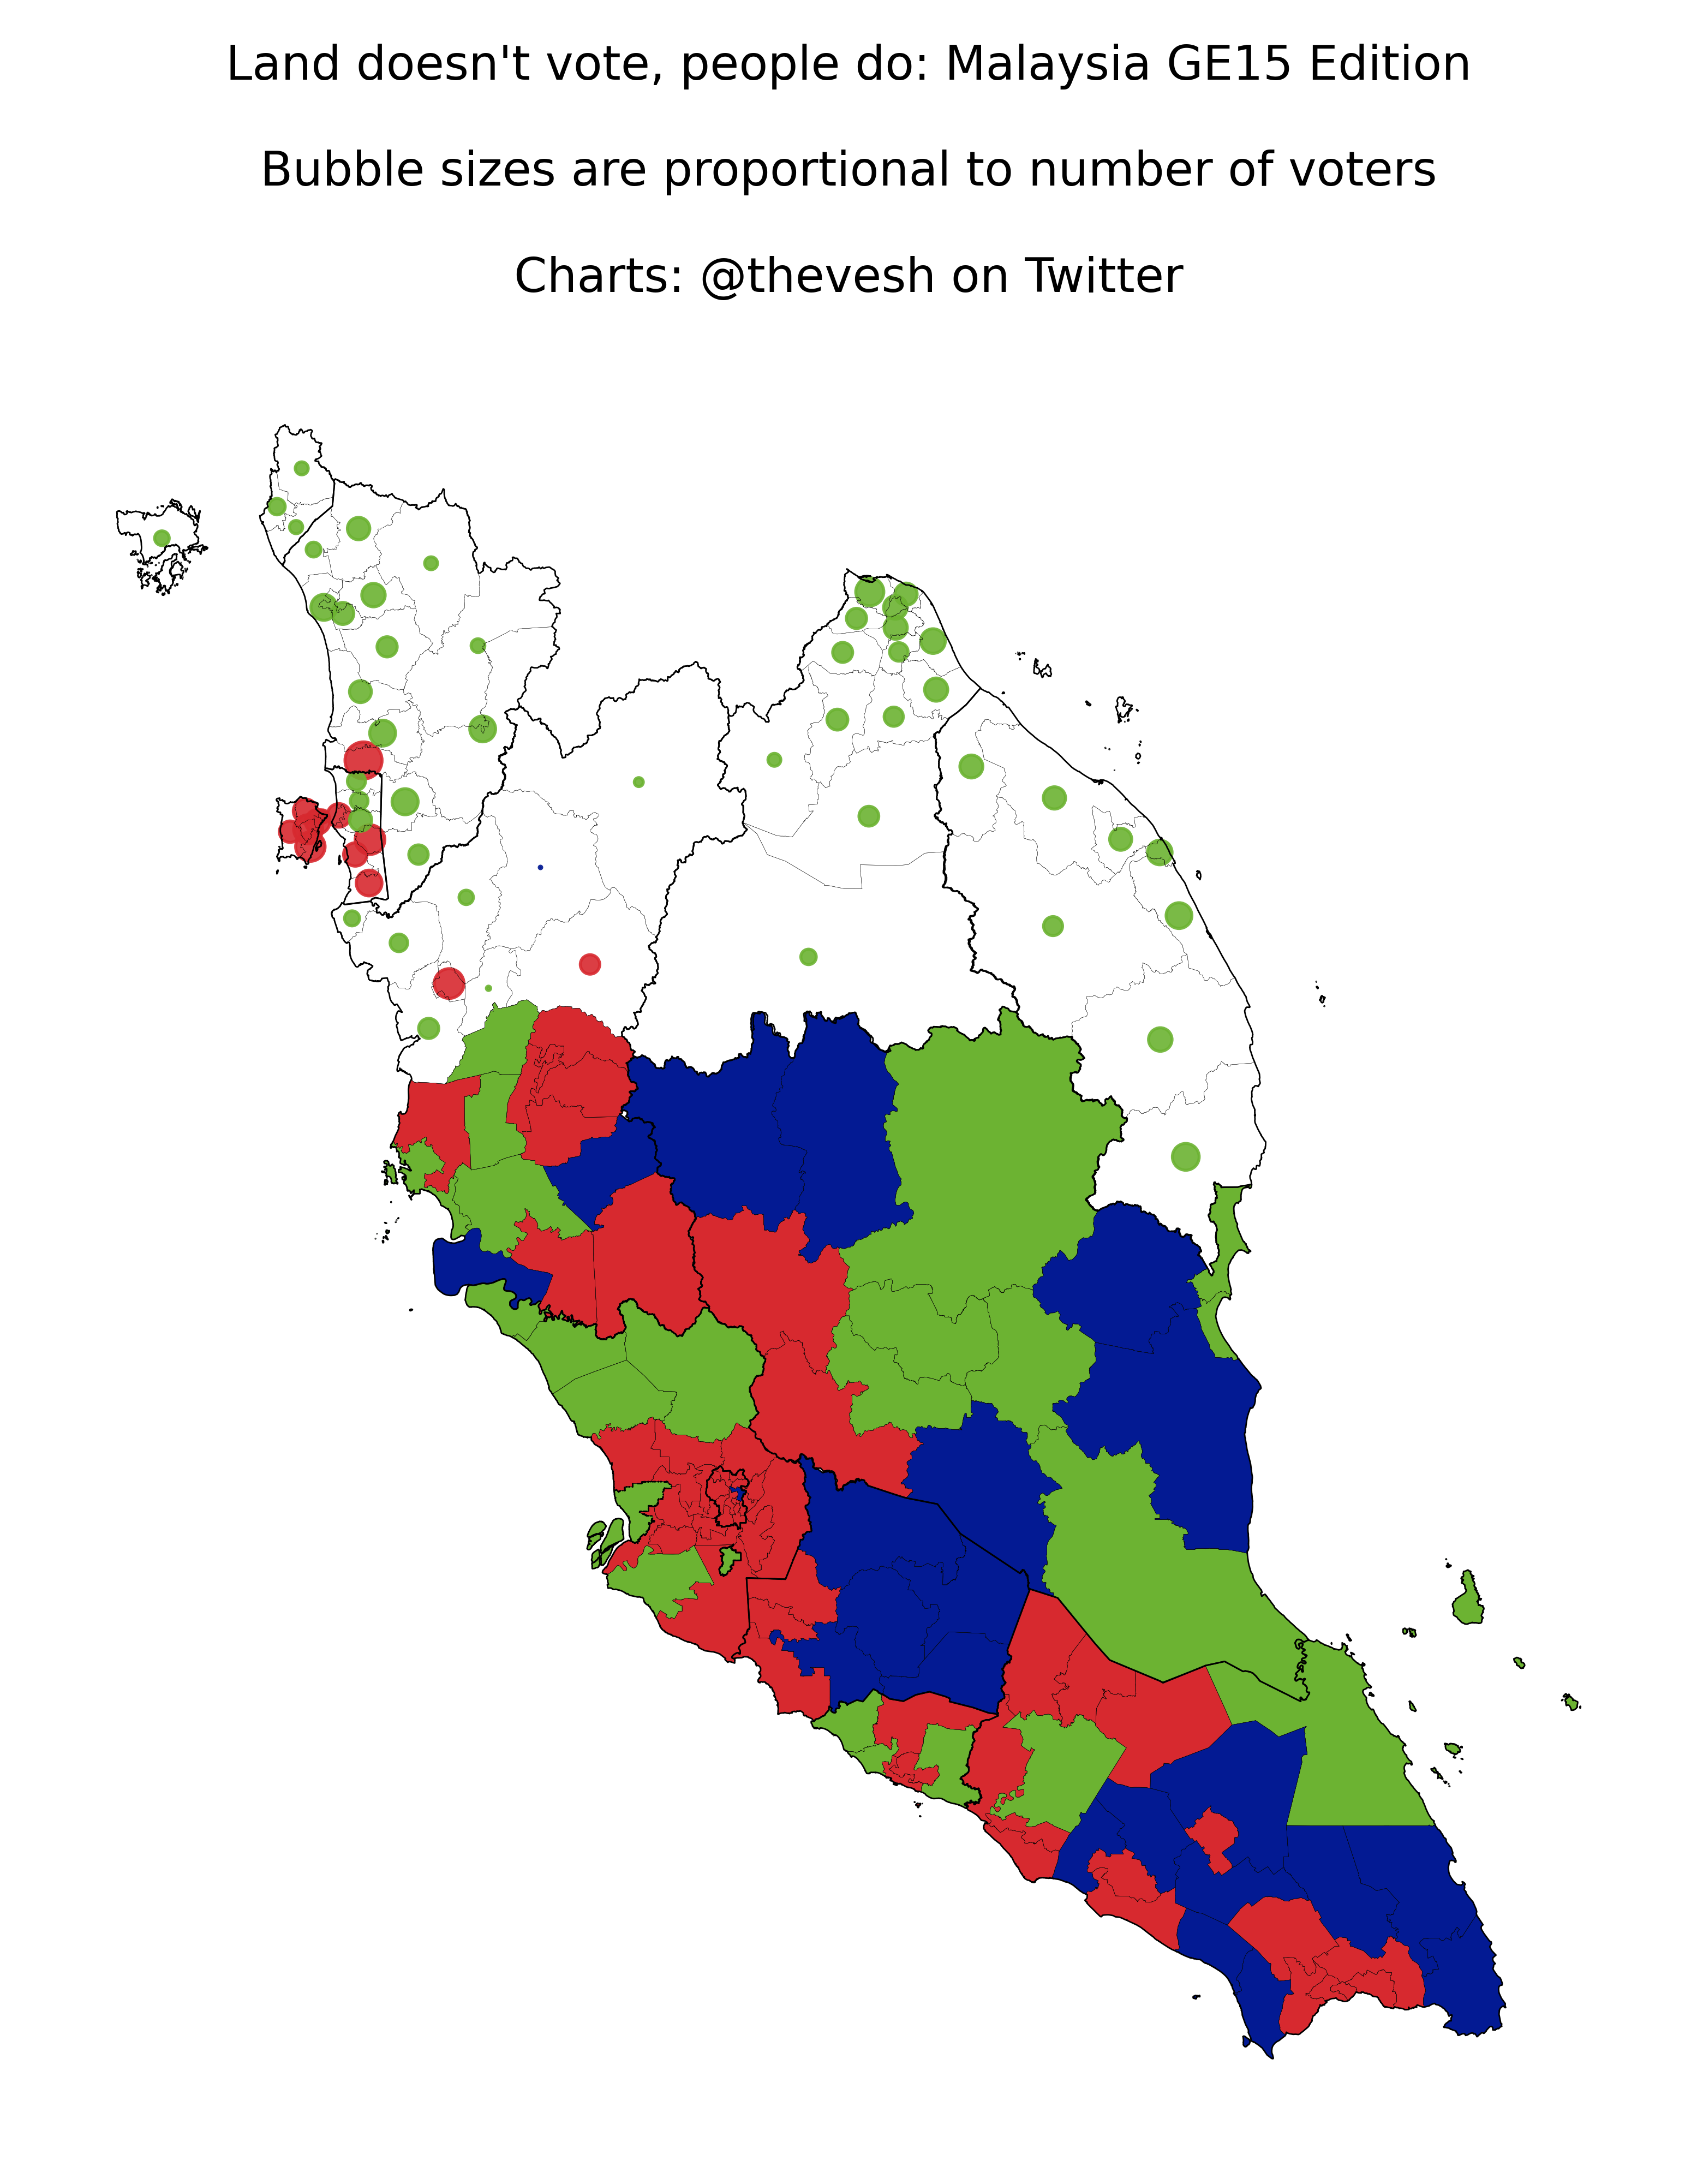 Land doesn't vote, people do: Malaysia GE15 Edition
Bubble sizes are proportional to number of voters
Charts: @thevesh on Twitter